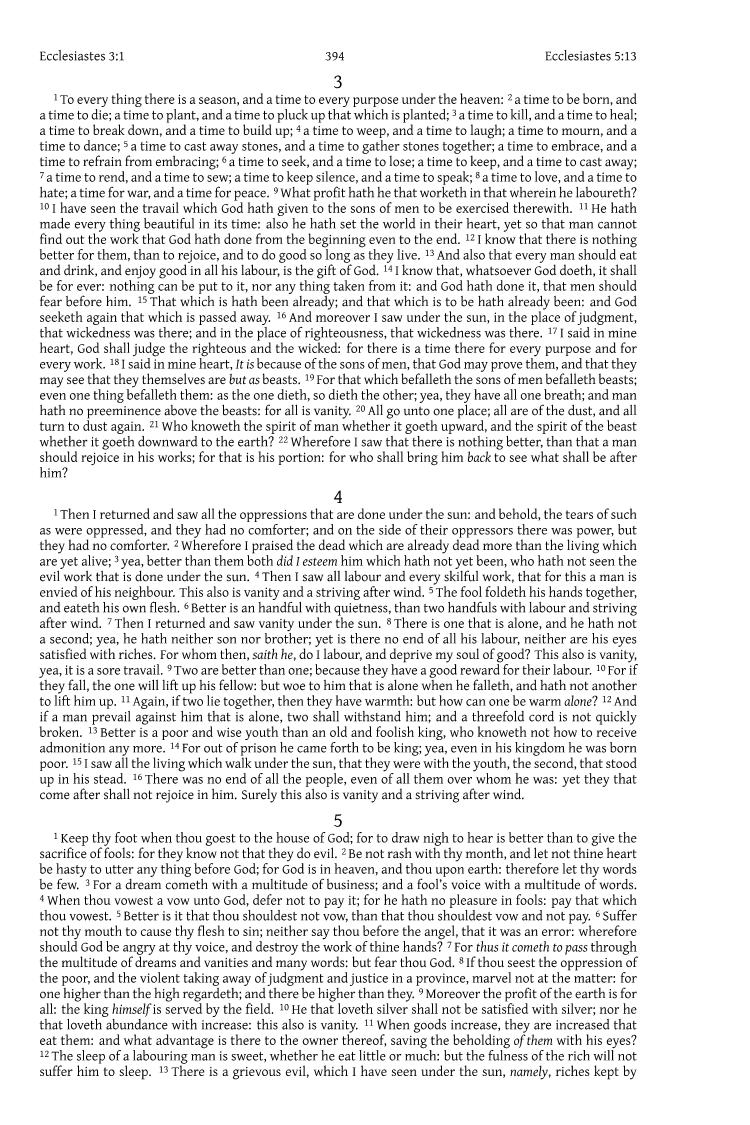 Ecclesiastes 3:1 394 Ecclesiastes 5:13
3
1 To every thing there is a season, and a time to every purpose under the heaven: 2 a time to be born, and
a time to die; a time to plant, and a time to pluck up that which is planted; 3 a time to kill, and a time to heal;
a time to break down, and a time to build up; 4 a time to weep, and a time to laugh; a time to mourn, and a
time to dance; 5 a time to cast away stones, and a time to gather stones together; a time to embrace, and a
time to refrain from embracing; 6 a time to seek, and a time to lose; a time to keep, and a time to cast away;
7 a time to rend, and a time to sew; a time to keep silence, and a time to speak; 8 a time to love, and a time to
hate; a time for war, and a time for peace. 9 What profit hath he that worketh in that wherein he laboureth?
10 I have seen the travail which God hath given to the sons of men to be exercised therewith. 11 He hath
made every thing beautiful in its time: also he hath set the world in their heart, yet so that man cannot
find out the work that God hath done from the beginning even to the end. 12 I know that there is nothing
better for them, than to rejoice, and to do good so long as they live. 13 And also that every man should eat
and drink, and enjoy good in all his labour, is the gift of God. 14 I know that, whatsoever God doeth, it shall
be for ever: nothing can be put to it, nor any thing taken from it: and God hath done it, that men should
fear before him. 15 That which is hath been already; and that which is to be hath already been: and God
seeketh again that which is passed away. 16 And moreover I saw under the sun, in the place of judgment,
that wickedness was there; and in the place of righteousness, that wickedness was there. 17 I said in mine
heart, God shall judge the righteous and the wicked: for there is a time there for every purpose and for
every work. 18 I said in mine heart, It is because of the sons of men, that God may prove them, and that they
may see that they themselves are but as beasts. 19 For that which befalleth the sons of men befalleth beasts;
even one thing befalleth them: as the one dieth, so dieth the other; yea, they have all one breath; and man
hath no preeminence above the beasts: for all is vanity. 20 All go unto one place; all are of the dust, and all
turn to dust again. 21 Who knoweth the spirit of man whether it goeth upward, and the spirit of the beast
whether it goeth downward to the earth? 22 Wherefore I saw that there is nothing better, than that a man
should rejoice in his works; for that is his portion: for who shall bring him back to see what shall be after
him?
4
1 Then I returned and saw all the oppressions that are done under the sun: and behold, the tears of such
as were oppressed, and they had no comforter; and on the side of their oppressors there was power, but
they had no comforter. 2 Wherefore I praised the dead which are already dead more than the living which
are yet alive; 3 yea, better than them both did I esteem him which hath not yet been, who hath not seen the
evil work that is done under the sun. 4 Then I saw all labour and every skilful work, that for this a man is
envied of his neighbour. This also is vanity and a striving after wind. 5 The fool foldeth his hands together,
and eateth his own flesh. 6 Better is an handful with quietness, than two handfuls with labour and striving
after wind. 7 Then I returned and saw vanity under the sun. 8 There is one that is alone, and he hath not
a second; yea, he hath neither son nor brother; yet is there no end of all his labour, neither are his eyes
satisfied with riches. For whom then, saith he, do I labour, and deprive my soul of good? This also is vanity,
yea, it is a sore travail. 9 Two are better than one; because they have a good reward for their labour. 10 For if
they fall, the one will lift up his fellow: but woe to him that is alone when he falleth, and hath not another
to lift him up. 11 Again, if two lie together, then they have warmth: but how can one be warm alone? 12 And
if a man prevail against him that is alone, two shall withstand him; and a threefold cord is not quickly
broken. 13 Better is a poor and wise youth than an old and foolish king, who knoweth not how to receive
admonition any more. 14 For out of prison he came forth to be king; yea, even in his kingdom he was born
poor. 15 I saw all the living which walk under the sun, that they were with the youth, the second, that stood
up in his stead. 16 There was no end of all the people, even of all them over whom he was: yet they that
come after shall not rejoice in him. Surely this also is vanity and a striving after wind.
5
1 Keep thy foot when thou goest to the house of God; for to draw nigh to hear is better than to give the
sacrifice of fools: for they know not that they do evil. 2 Be not rash with thy month, and let not thine heart
be hasty to utter any thing before God; for God is in heaven, and thou upon earth: therefore let thy words
be few. 3 For a dream cometh with a multitude of business; and a fool's voice with a multitude of words.
4 When thou vowest a vow unto God, defer not to pay it; for he hath no pleasure in fools: pay that which
thou vowest. 5 Better is it that thou shouldest not vow, than that thou shouldest vow and not pay. 6 Suffer
not thy mouth to cause thy flesh to sin; neither say thou before the angel, that it was an error: wherefore
should God be angry at thy voice, and destroy the work of thine hands? 7 For thus it cometh to pass through
the multitude of dreams and vanities and many words: but fear thou God. 8 If thou seest the oppression of
the poor, and the violent taking away of judgment and justice in a province, marvel not at the matter: for
one higher than the high regardeth; and there be higher than they. 9 Moreover the profit of the earth is for
all: the king himself is served by the field. 10 He that loveth silver shall not be satisfied with silver; nor he
that loveth abundance with increase: this also is vanity. 11 When goods increase, they are increased that
eat them: and what advantage is there to the owner thereof, saving the beholding of them with his eyes?
12 The sleep of a labouring man is sweet, whether he eat little or much: but the fulness of the rich will not
suffer him to sleep. 13 There is a grievous evil, which I have seen under the sun, namely, riches kept by